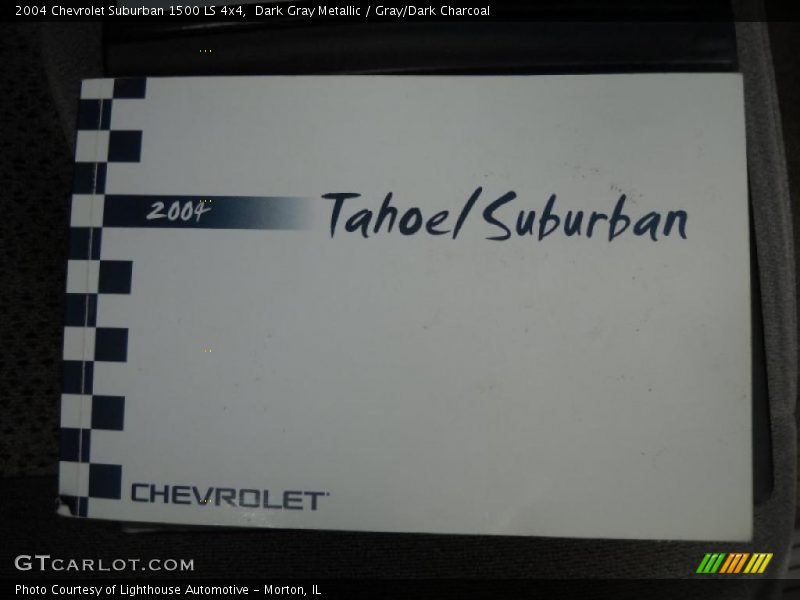 2004 Chevrolet Suburban 1500 LS 4x4,  Dark Gray Metallic / Gray/Dark Charcoal
2004 Tahoe/Suburban
CHEVROLET
GTCARLOT.COM
Photo Courtesy of Lighthouse Automotive - Morton, IL